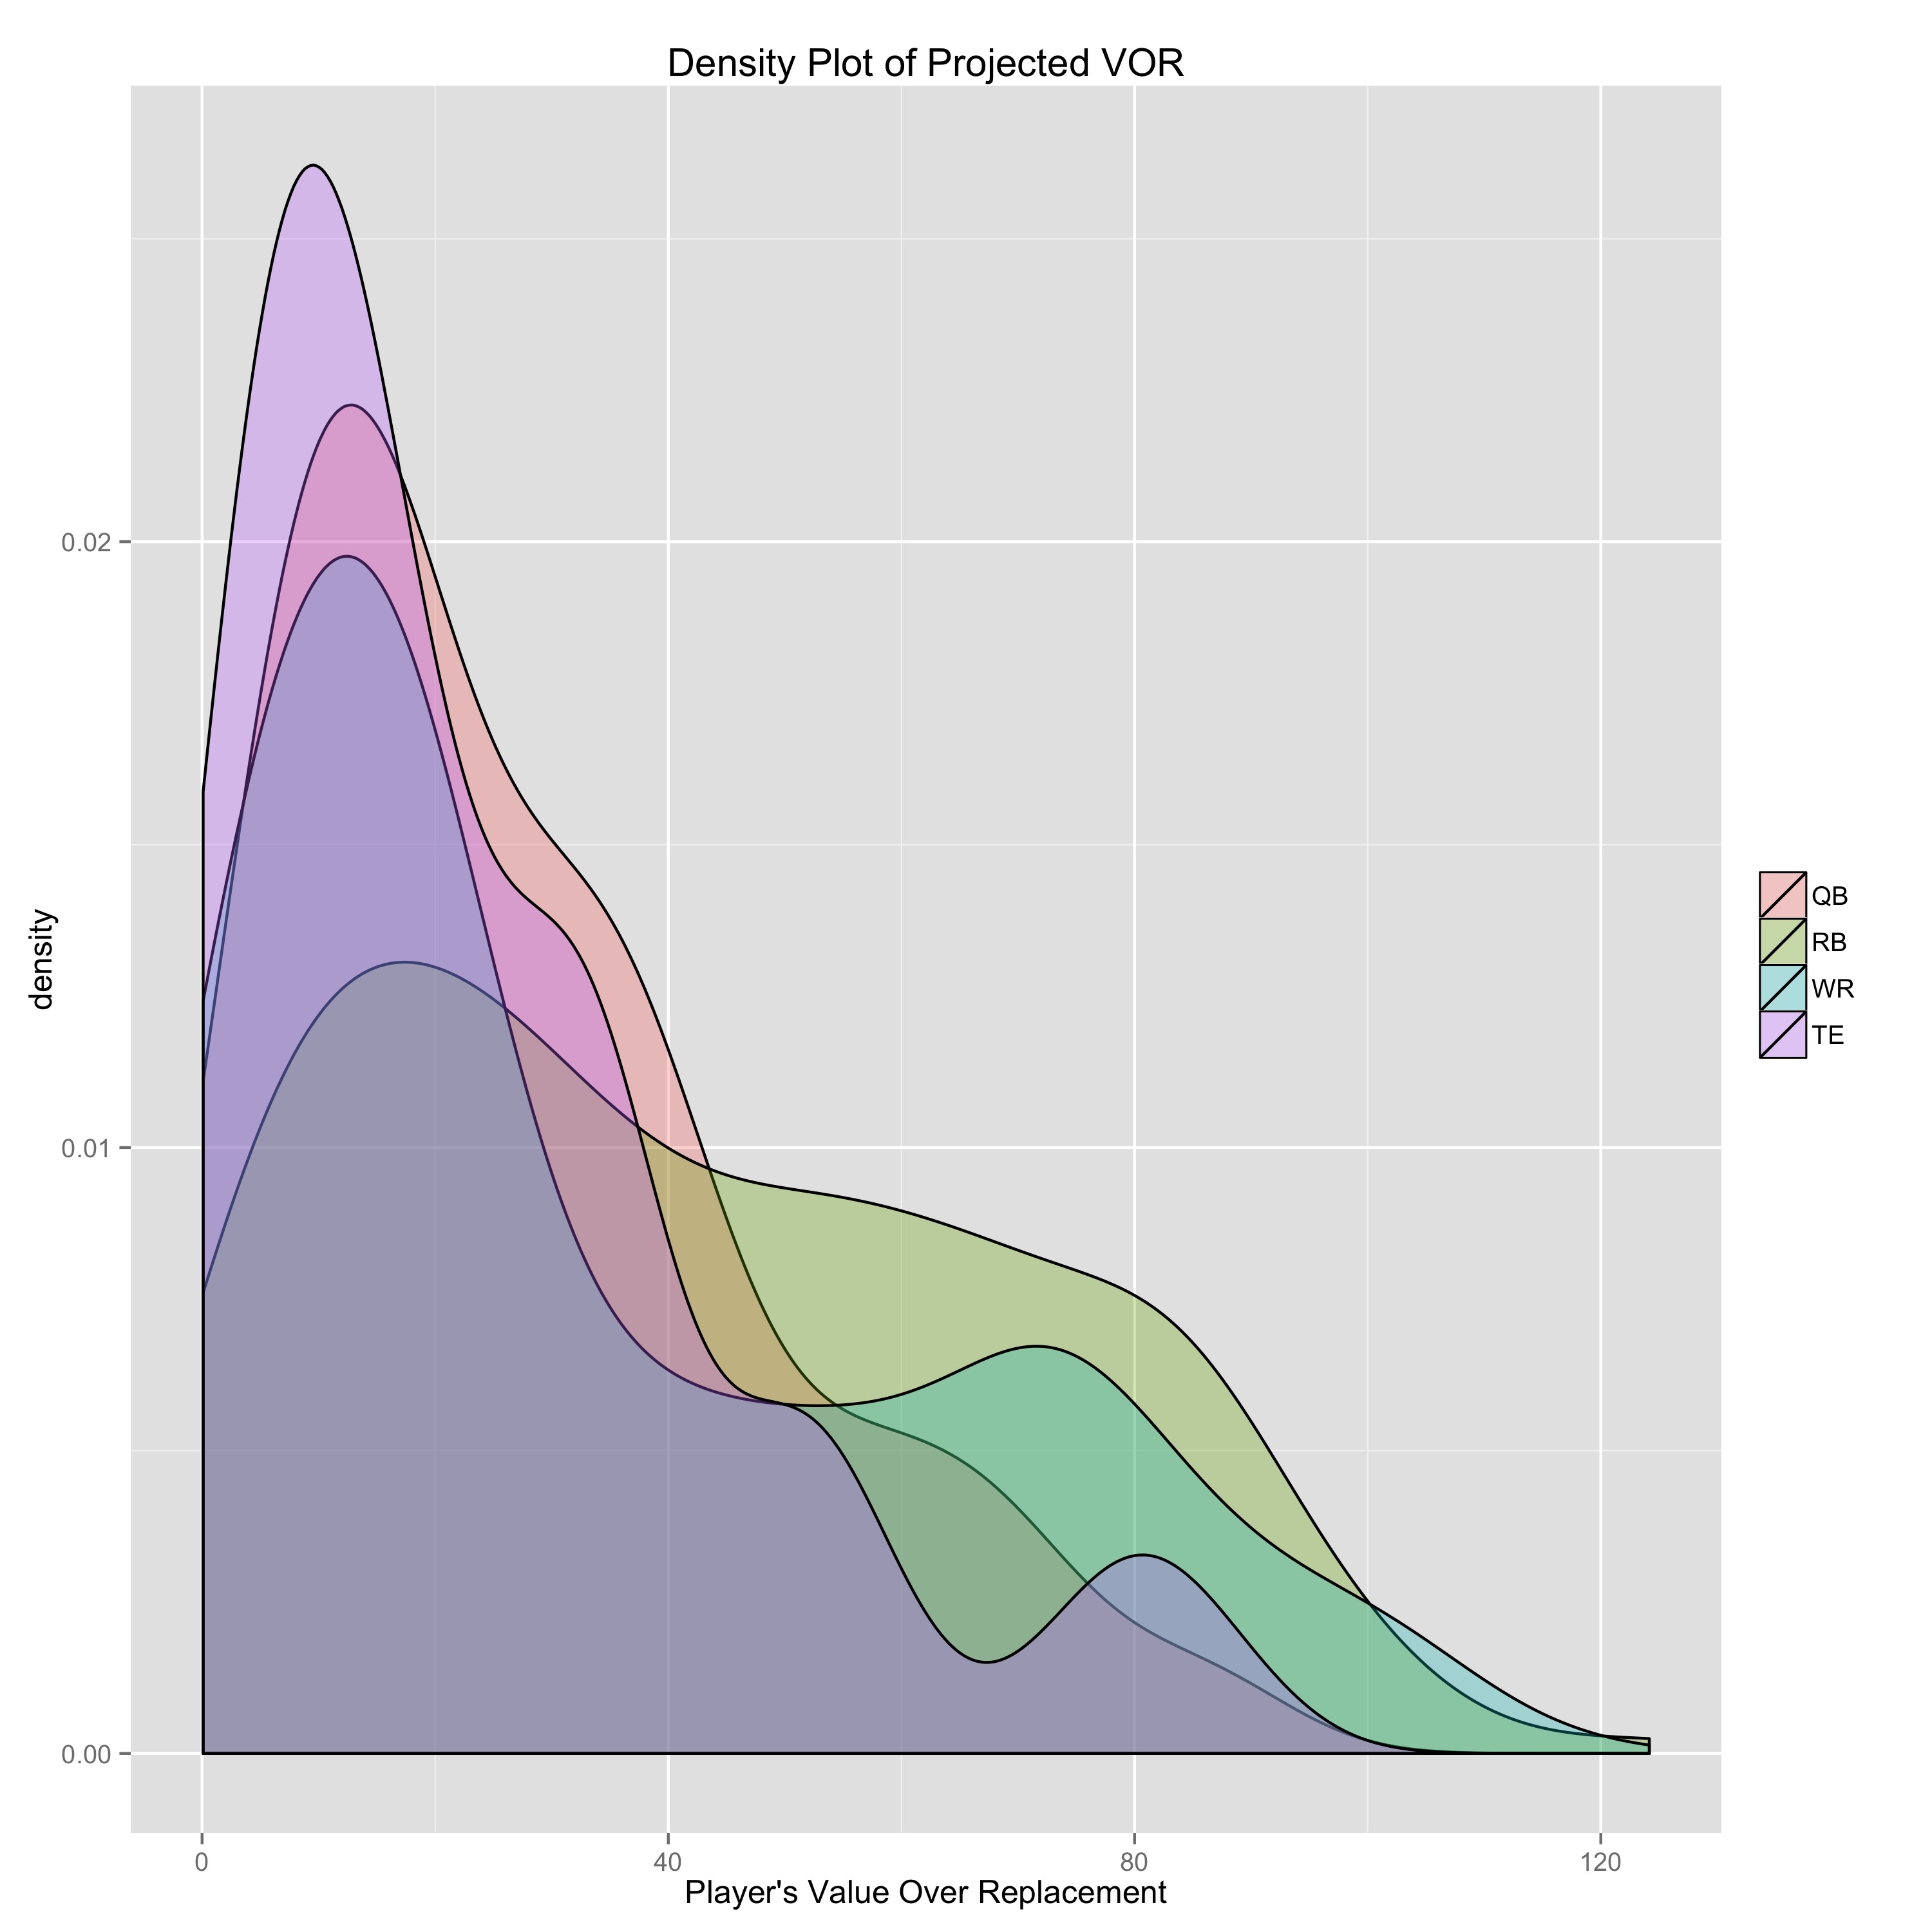 Density Plot of Projected VOR
density
0.02
0.01
0.00
0
40
80
120
Player's Value Over Replacement
QB
RB
WR
TE